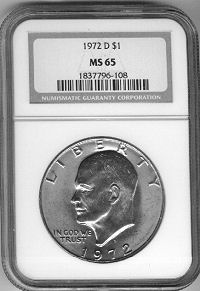 1972 D $1
MS 65
1837796-108
NUMISMATIC GUARANTY CORPORATION
LIBERTY
IN GOD WE
TRUST
1972